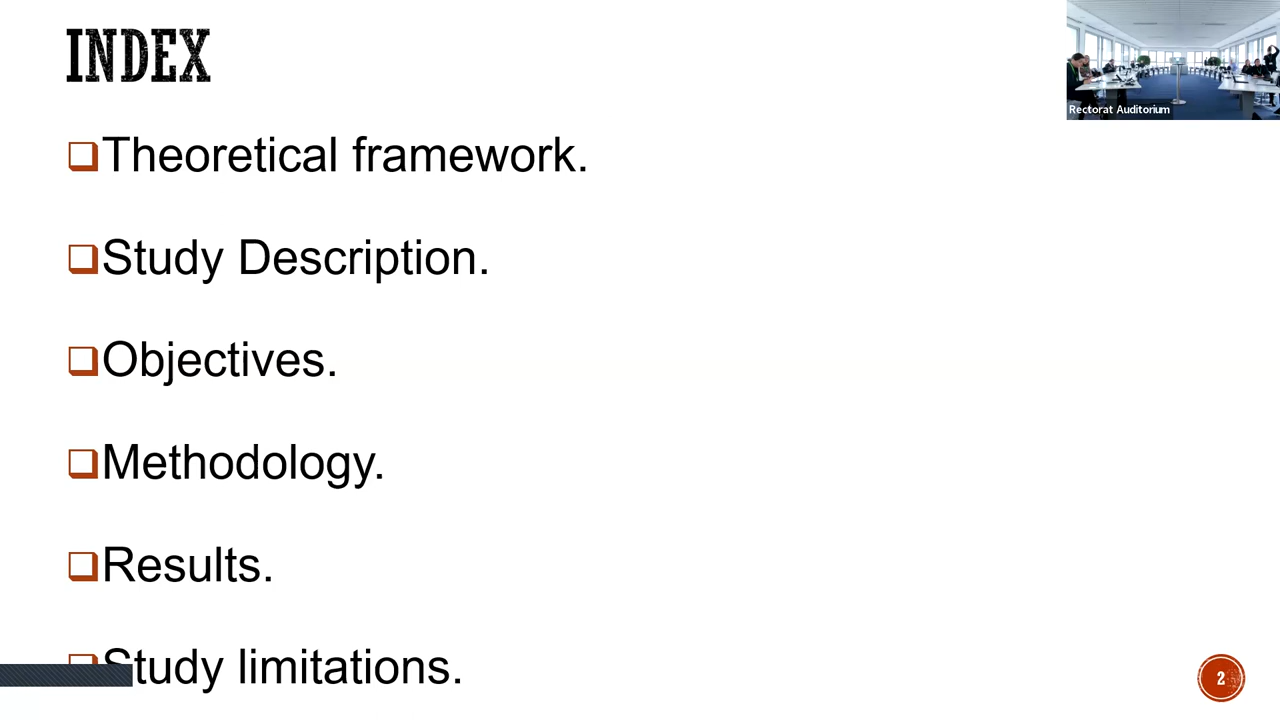 INDEX
Rectorat Auditorium
Theoretical framework.
Study Description.
Objectives.
Methodology.
Results.
Study limitations.
2